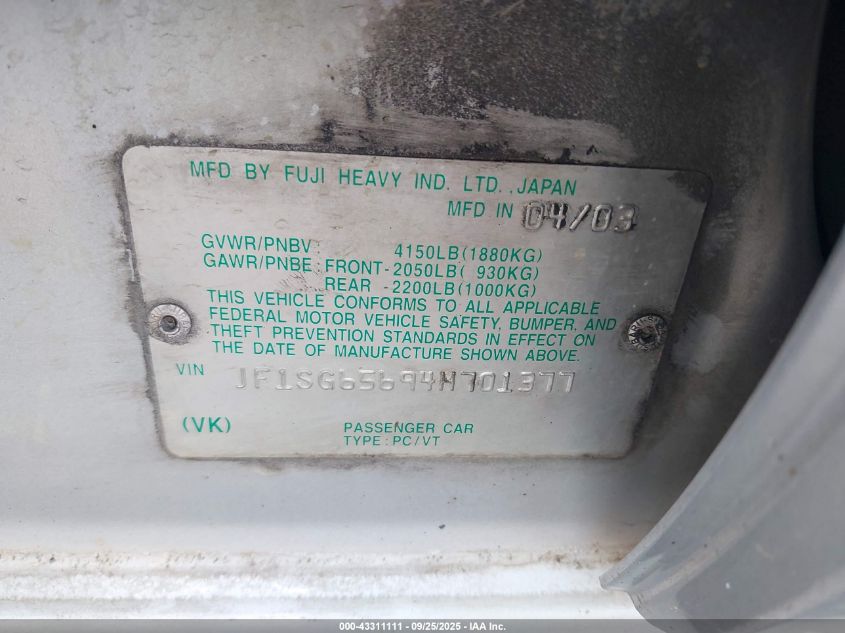 MFD BY FUJI HEAVY IND. LTD., JAPAN
MFD IN 04/03
GVWR/PNBV : 4150LB(1880KG)
GAWR/PNBE : FRONT-2050LB( 930KG)
REAR -2200LB(1000KG)
THIS VEHICLE CONFORMS TO ALL APPLICABLE
FEDERAL MOTOR VEHICLE SAFETY, BUMPER, AND
THEFT PREVENTION STANDARDS IN EFFECT ON
THE DATE OF MANUFACTURE SHOWN ABOVE.
VIN JF1SG65694H701377
(VK) PASSENGER CAR
TYPE : PC/VT
000-43311111 - 09/25/2025 - IAA Inc.